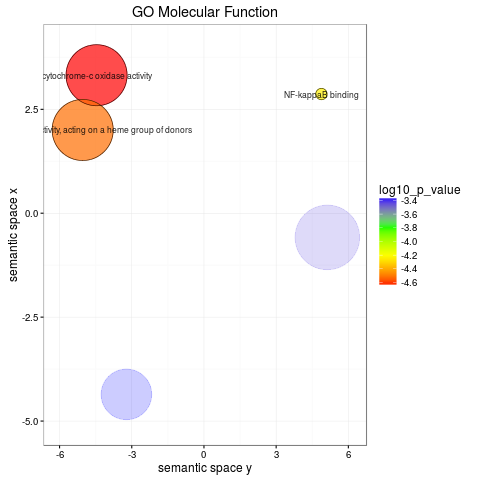 GO Molecular Function
cytochrome-c oxidase activity
NF-kappaB binding
tivity, acting on a heme group of donors
semantic space x
2.5
0.0
-2.5
-5.0
-6 -3 0 3 6
semantic space y
log10_p_value
-3.4
-3.6
-3.8
-4.0
-4.2
-4.4
-4.6